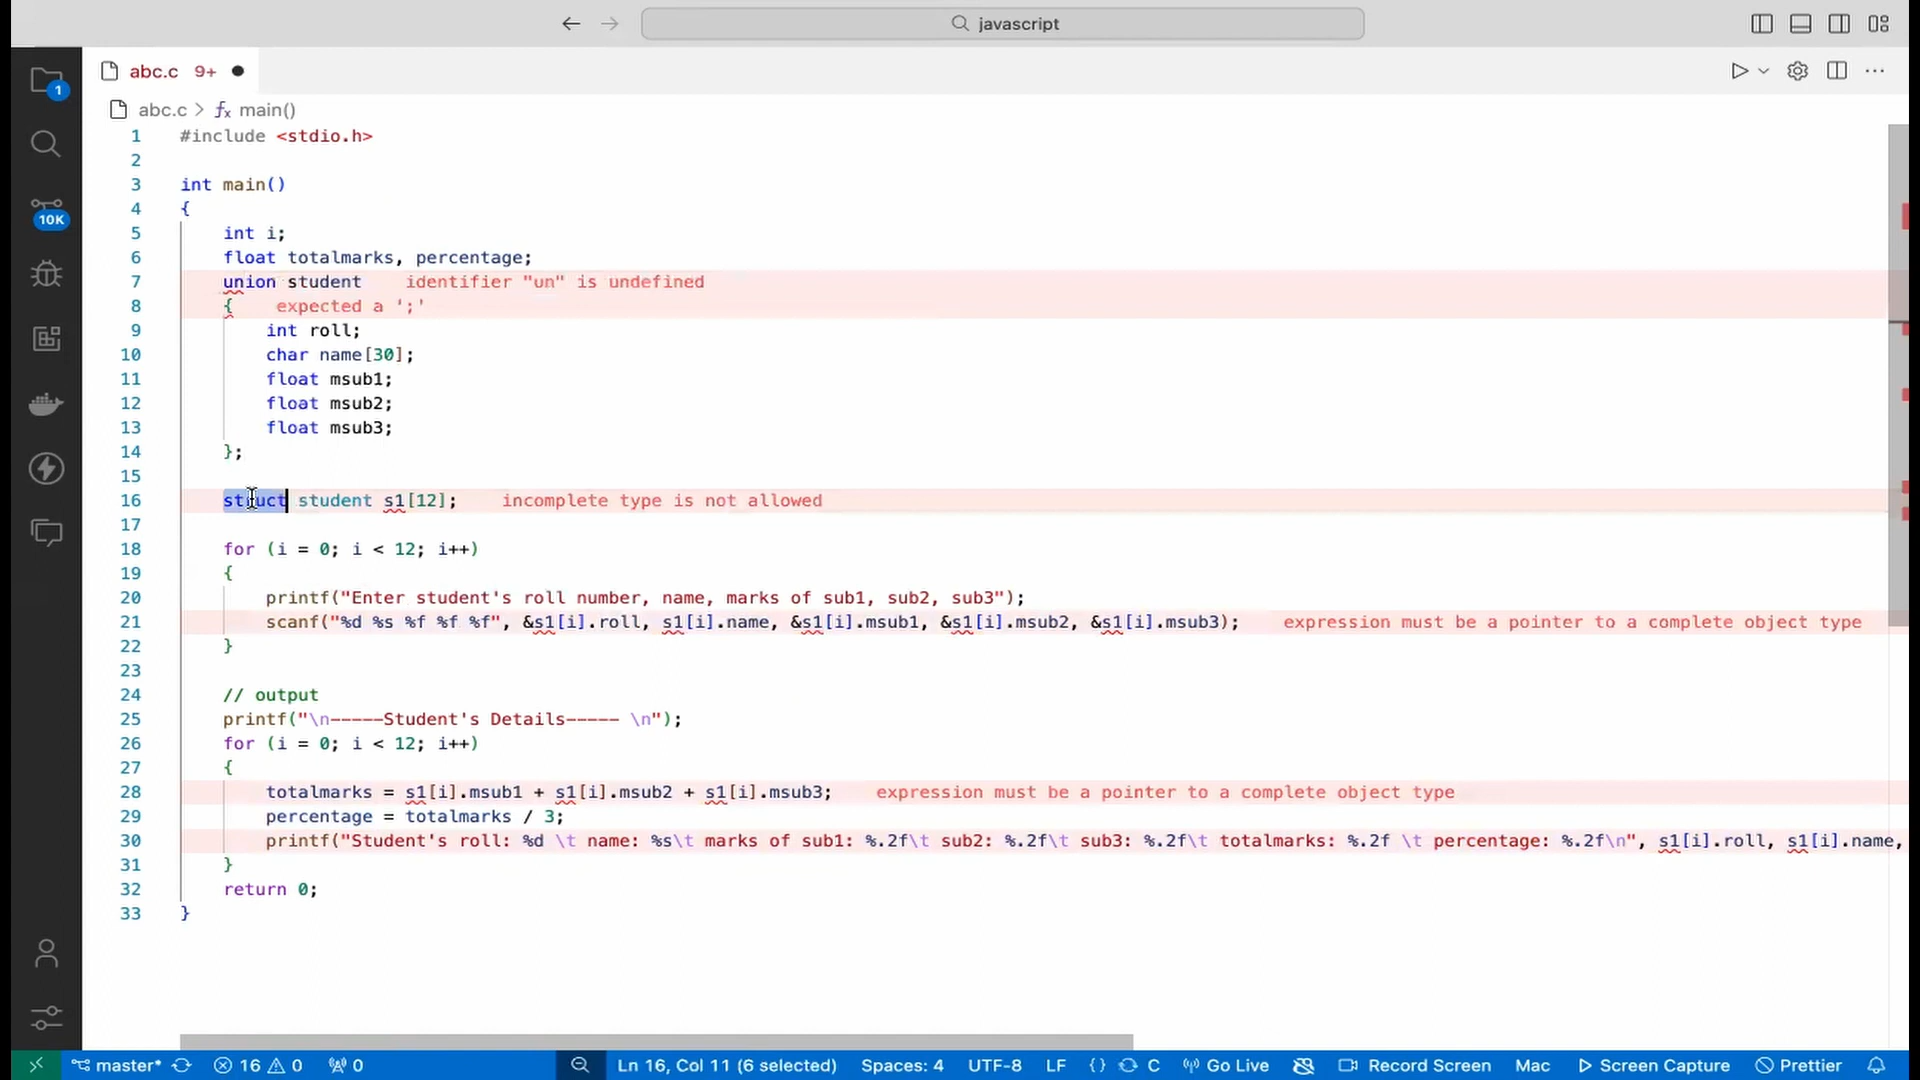 javascript
1
abc.c 9+
abc.c > main()
10K
1 #include <stdio.h>
2
3 int main()
4 {
5 int i;
6 float totalmarks, percentage;
7 union student identifier "un" is undefined
8 { expected a ';'
9 int roll;
10 char name[30];
11 float msub1;
12 float msub2;
13 float msub3;
14 };
15
16 struct student s1[12]; incomplete type is not allowed
17
18 for (i = 0; i < 12; i++)
19 {
20 printf("Enter student's roll number, name, marks of sub1, sub2, sub3");
21 scanf("%d %s %f %f %f", &s1[i].roll, s1[i].name, &s1[i].msub1, &s1[i].msub2, &s1[i].msub3); expression must be a pointer to a complete object type
22 }
23
24 // output
25 printf("\n-----Student's Details----- \n");
26 for (i = 0; i < 12; i++)
27 {
28 totalmarks = s1[i].msub1 + s1[i].msub2 + s1[i].msub3; expression must be a pointer to a complete object type
29 percentage = totalmarks / 3;
30 printf("Student's roll: %d \t name: %s\t marks of sub1: %.2f\t sub2: %.2f\t sub3: %.2f\t totalmarks: %.2f \t percentage: %.2f\n", s1[i].roll, s1[i].name,
31 }
32 return 0;
33 }
master* 16 0 0 Ln 16, Col 11 (6 selected) Spaces: 4 UTF-8 LF {} C Go Live Record Screen Mac Screen Capture Prettier